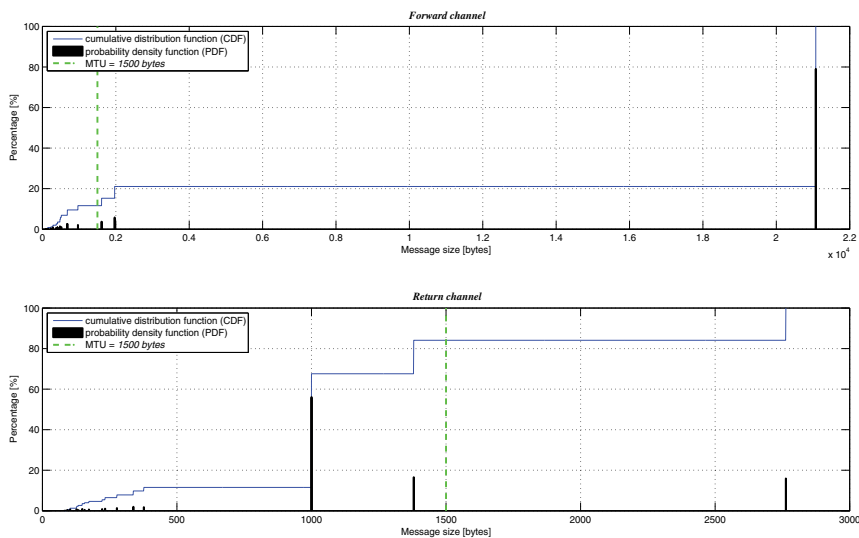 Forward channel
100
80
60
40
20
0
Percentage [%]
cumulative distribution function (CDF)
probability density function (PDF)
MTU = 1500 bytes
0 0.2 0.4 0.6 0.8 1 1.2 1.4 1.6 1.8 2 2.2
x 10^4
Message size [bytes]
Return channel
100
80
60
40
20
0
Percentage [%]
cumulative distribution function (CDF)
probability density function (PDF)
MTU = 1500 bytes
0 500 1000 1500 2000 2500 3000
Message size [bytes]